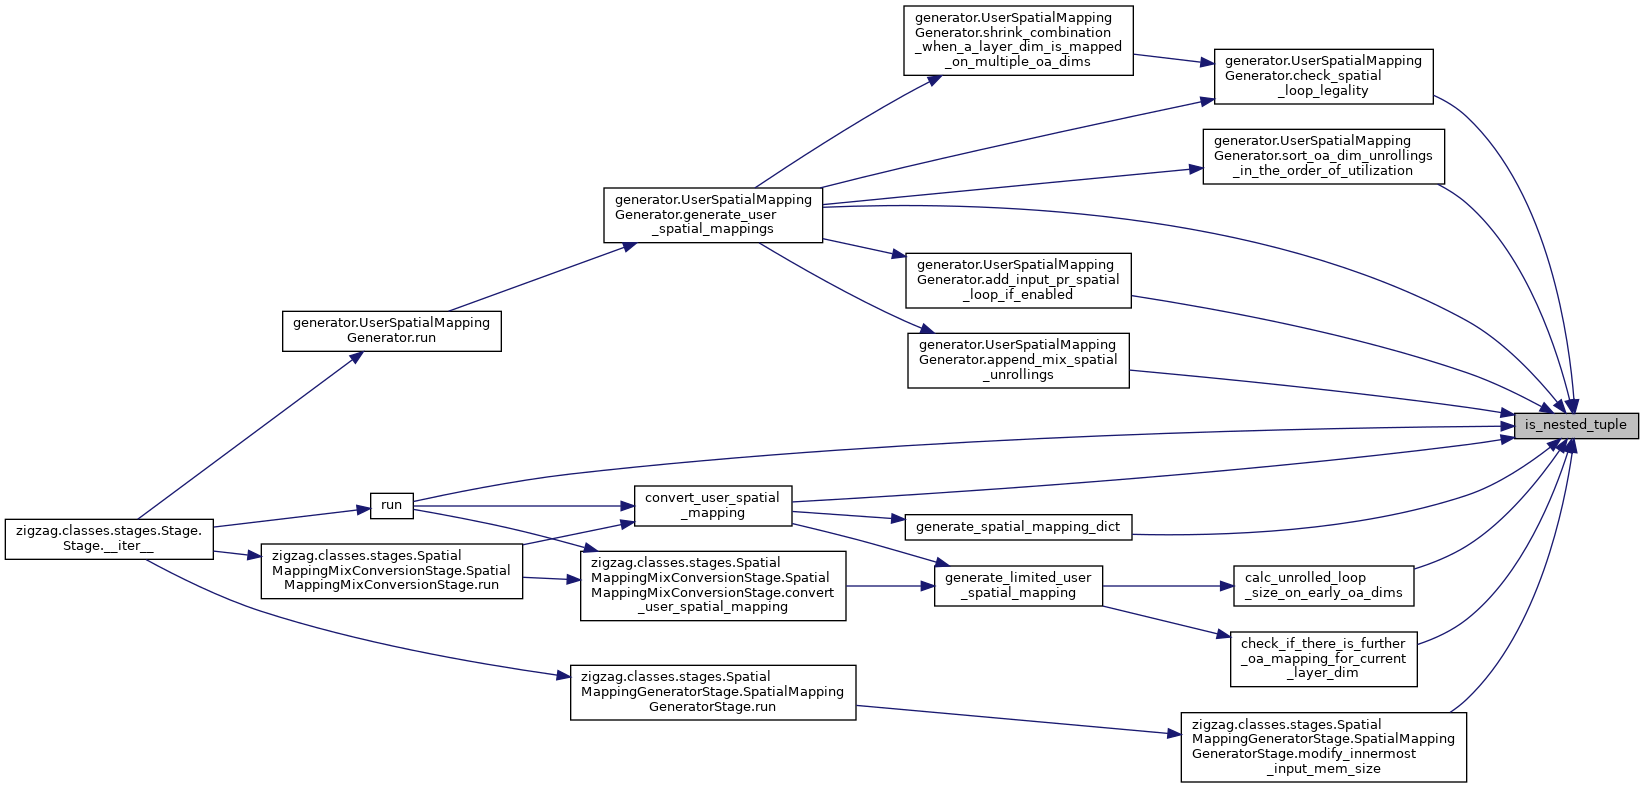 generator.UserSpatialMapping
Generator.shrink_combination
_when_a_layer_dim_is_mapped
_on_multiple_oa_dims
generator.UserSpatialMapping
Generator.check_spatial
_loop_legality
generator.UserSpatialMapping
Generator.sort_oa_dim_unrollings
_in_the_order_of_utilization
generator.UserSpatialMapping
Generator.generate_user
_spatial_mappings
generator.UserSpatialMapping
Generator.add_input_pr_spatial
_loop_if_enabled
generator.UserSpatialMapping
Generator.run
generator.UserSpatialMapping
Generator.append_mix_spatial
_unrollings
is_nested_tuple
run
convert_user_spatial
_mapping
generate_spatial_mapping_dict
zigzag.classes.stages.Stage.
Stage.__iter__
zigzag.classes.stages.Spatial
MappingMixConversionStage.Spatial
MappingMixConversionStage.run
zigzag.classes.stages.Spatial
MappingMixConversionStage.Spatial
MappingMixConversionStage.convert
_user_spatial_mapping
generate_limited_user
_spatial_mapping
calc_unrolled_loop
_size_on_early_oa_dims
check_if_there_is_further
_oa_mapping_for_current
_layer_dim
zigzag.classes.stages.Spatial
MappingGeneratorStage.SpatialMapping
GeneratorStage.run
zigzag.classes.stages.Spatial
MappingGeneratorStage.SpatialMapping
GeneratorStage.modify_innermost
_input_mem_size